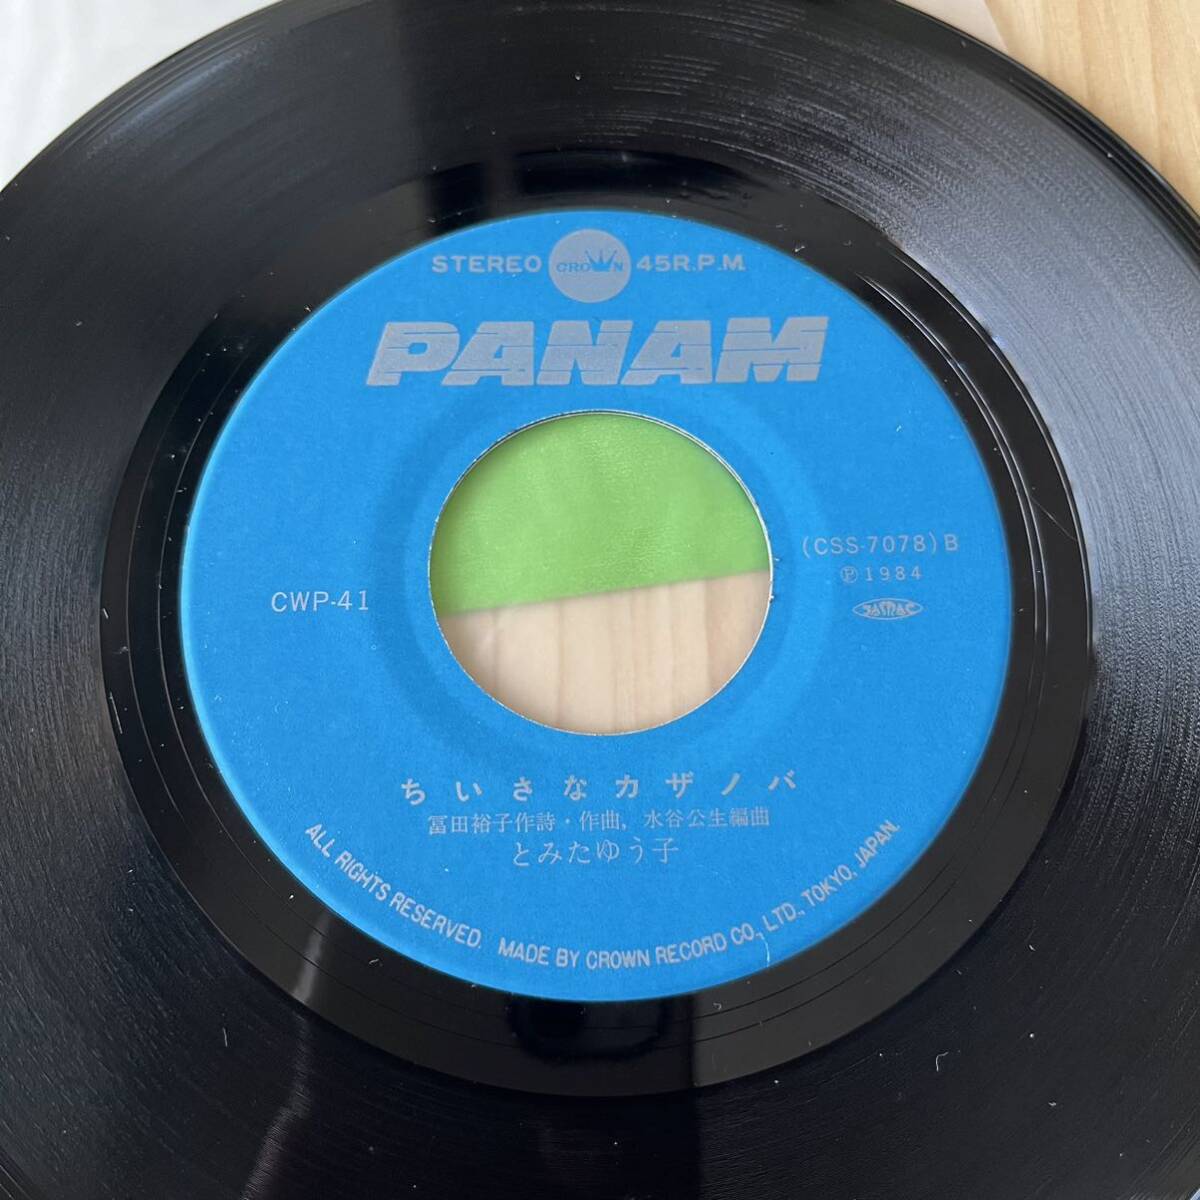 STEREO CROWN 45R.P.M.
PANAM
(CSS-7078) B
Ⓟ1984
JASRAC
CWP-41
ちいさなカザノバ
冨田裕子作詩・作曲, 水谷公生編曲
とみたゆう子
ALL RIGHTS RESERVED. MADE BY CROWN RECORD CO., LTD., TOKYO, JAPAN.